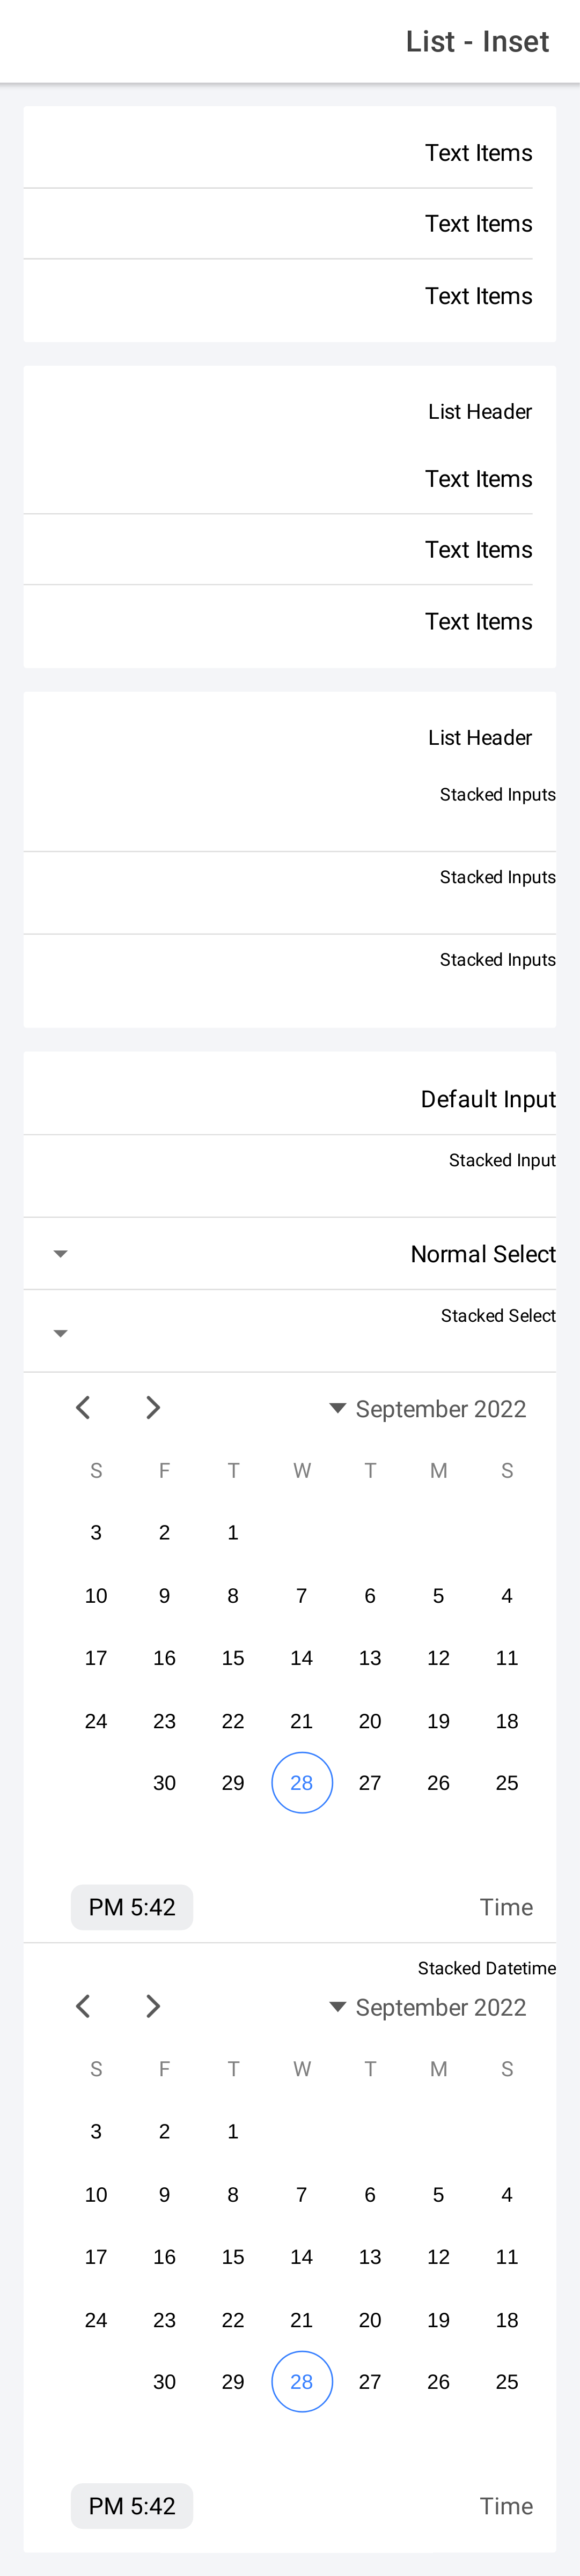 List - Inset
Text Items
Text Items
Text Items
List Header
Text Items
Text Items
Text Items
List Header
Stacked Inputs
Stacked Inputs
Stacked Inputs
Default Input
Stacked Input
Normal Select
Stacked Select
September 2022
S F T W T M S
3 2 1
10 9 8 7 6 5 4
17 16 15 14 13 12 11
24 23 22 21 20 19 18
30 29 28 27 26 25
PM 5:42 Time
Stacked Datetime
September 2022
S F T W T M S
3 2 1
10 9 8 7 6 5 4
17 16 15 14 13 12 11
24 23 22 21 20 19 18
30 29 28 27 26 25
PM 5:42 Time